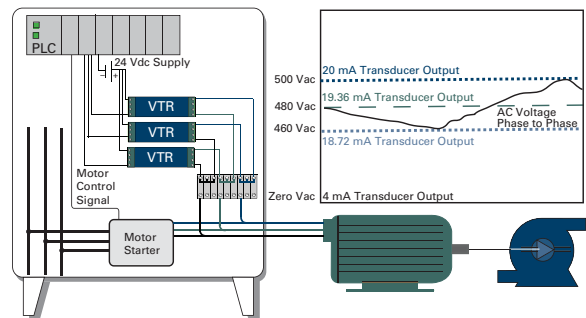 PLC
24 Vdc Supply
VTR
VTR
VTR
Motor
Control
Signal
Motor
Starter
500 Vac
20 mA Transducer Output
480 Vac
19.36 mA Transducer Output
AC Voltage
Phase to Phase
460 Vac
18.72 mA Transducer Output
Zero Vac
4 mA Transducer Output